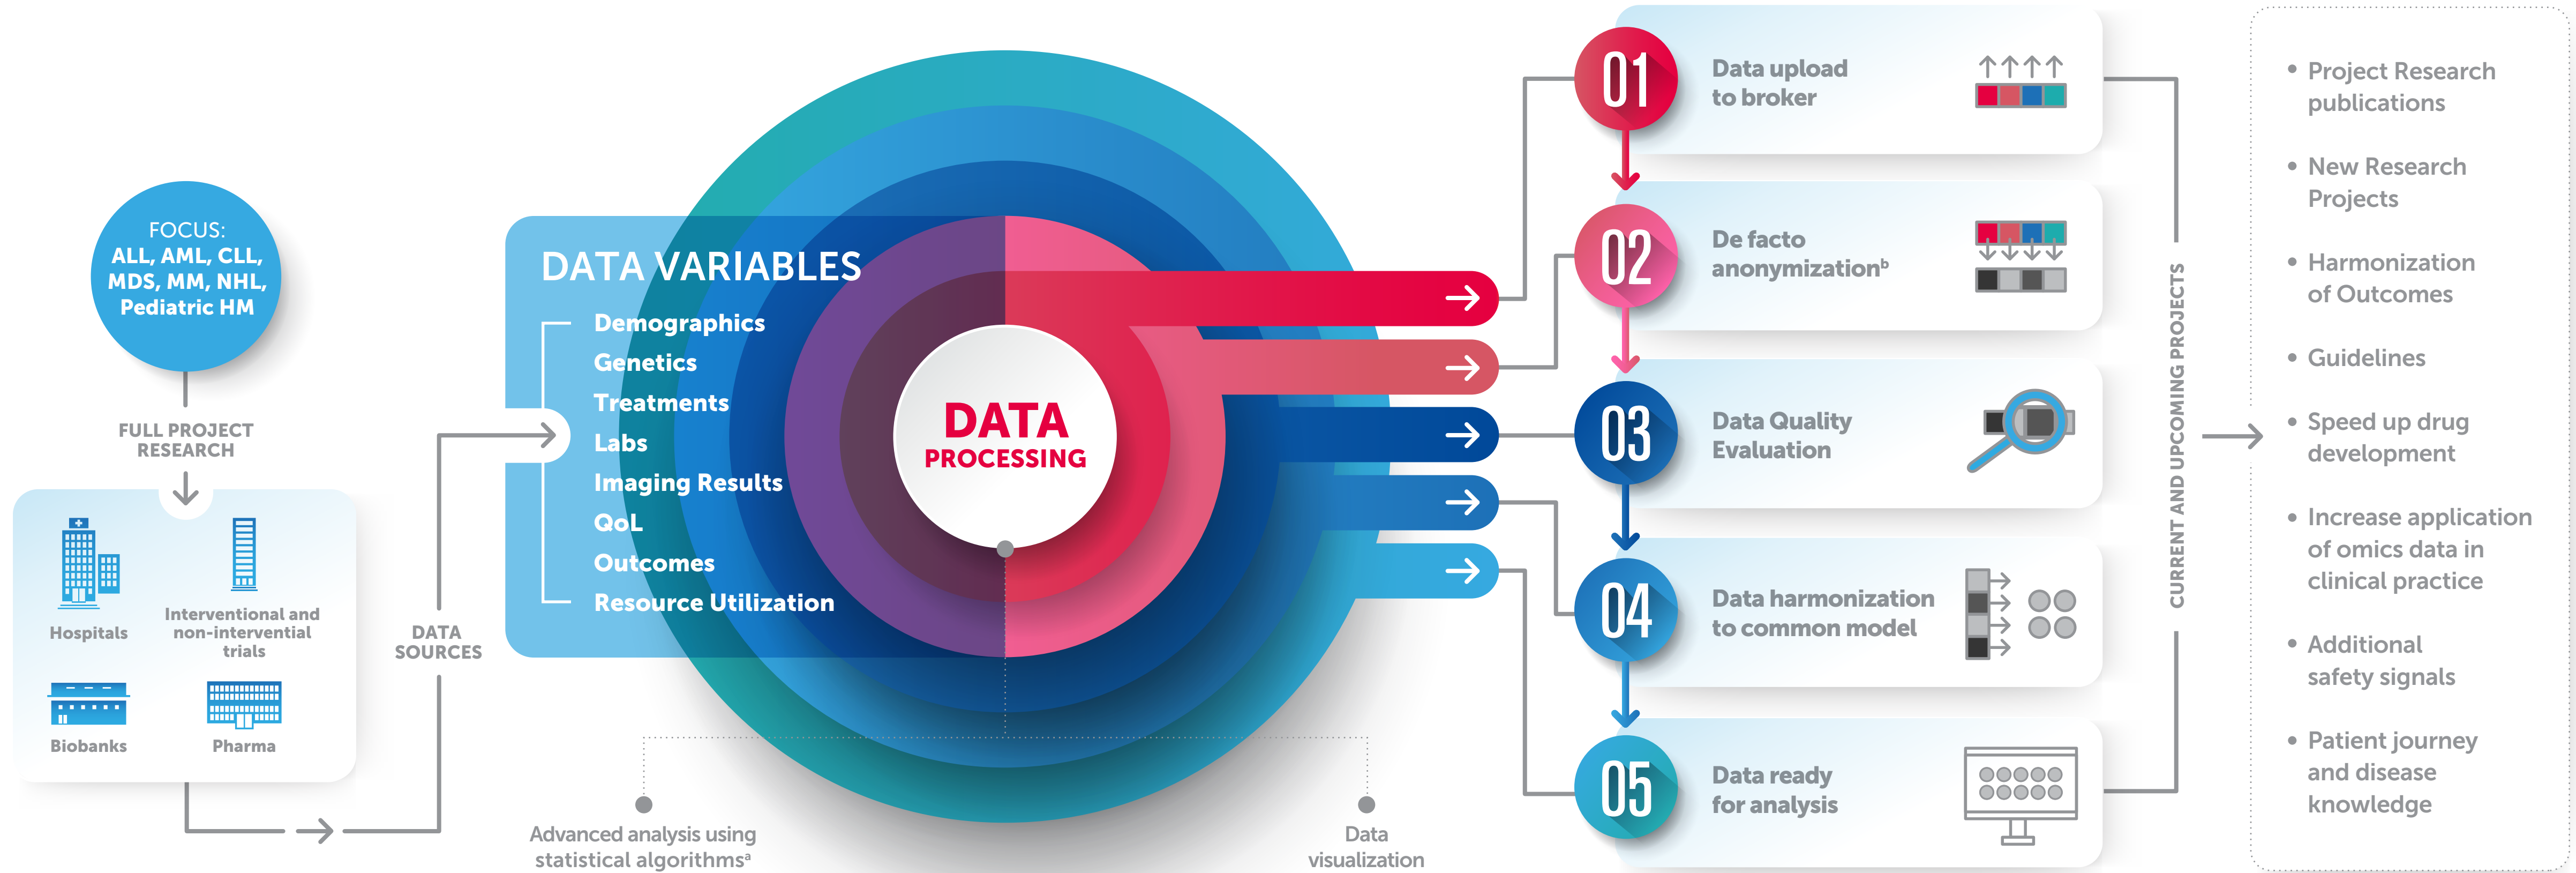 FOCUS:
ALL, AML, CLL,
MDS, MM, NHL,
Pediatric HM
FULL PROJECT
RESEARCH
Hospitals
Interventional and
non-intervential
trials
Biobanks
Pharma
DATA
SOURCES
DATA VARIABLES
Demographics
Genetics
Treatments
Labs
Imaging Results
QoL
Outcomes
Resource Utilization
DATA
PROCESSING
Advanced analysis using
statistical algorithmsᵃ
Data
visualization
01
Data upload
to broker
02
De facto
anonymizationᵇ
03
Data Quality
Evaluation
04
Data harmonization
to common model
05
Data ready
for analysis
CURRENT AND UPCOMING PROJECTS
• Project Research
publications
• New Research
Projects
• Harmonization
of Outcomes
• Guidelines
• Speed up drug
development
• Increase application
of omics data in
clinical practice
• Additional
safety signals
• Patient journey
and disease
knowledge